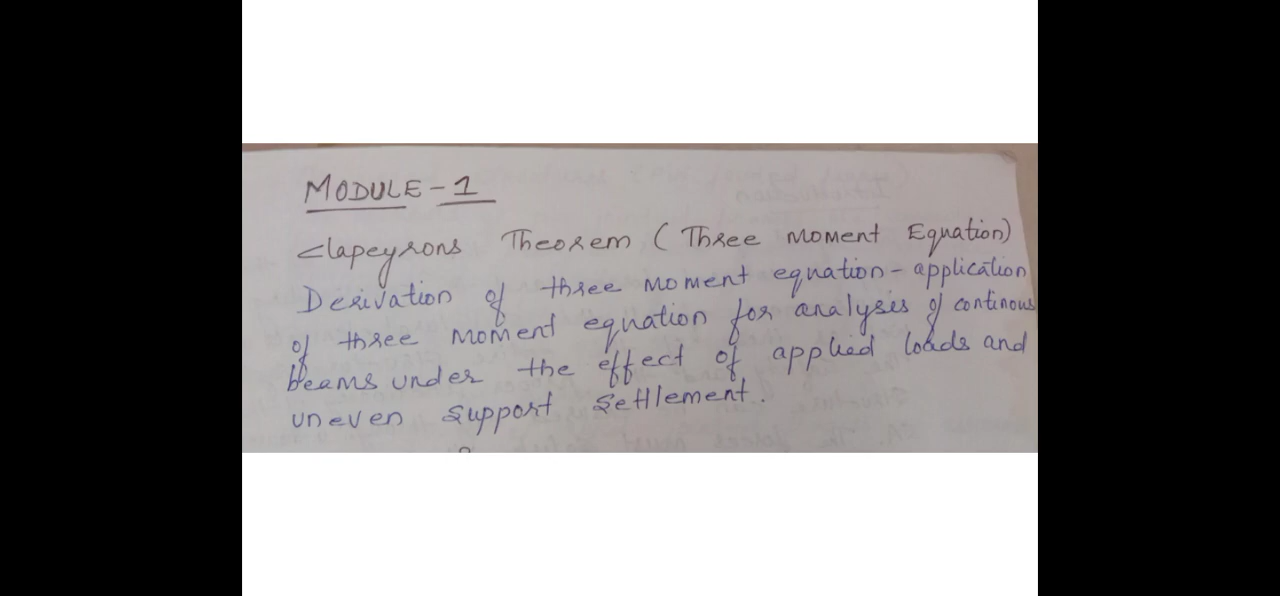 MODULE - 1
Clapeyrons Theorem (Three Moment Equation)
Derivation of three moment equation - application
of three moment equation for analysis of continous
beams under the effect of applied loads and
uneven support settlement.